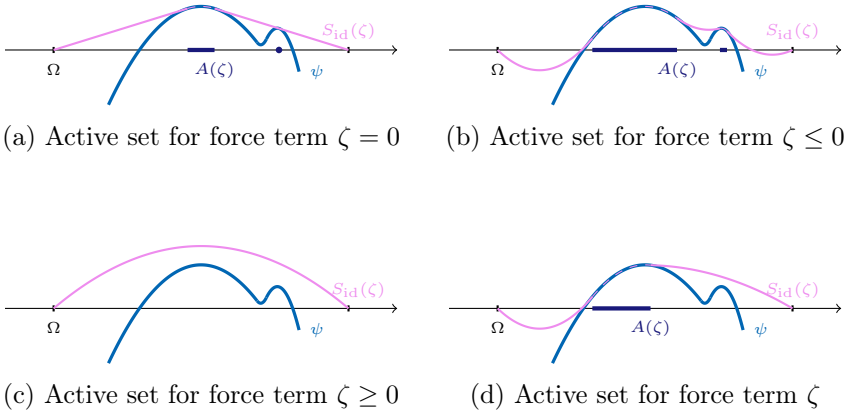 S_id(ζ)
Ω
A(ζ)
ψ
(a) Active set for force term ζ = 0
S_id(ζ)
Ω
A(ζ)
ψ
(b) Active set for force term ζ ≤ 0
S_id(ζ)
Ω
ψ
(c) Active set for force term ζ ≥ 0
S_id(ζ)
Ω
A(ζ)
ψ
(d) Active set for force term ζ